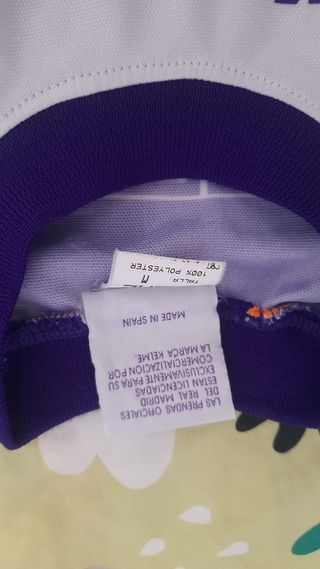 LAS PRENDAS OFICIALES
DEL REAL MADRID
ESTAN LICENCIADAS
EXCLUSIVAMENTE PARA SU
COMERCIALIZACION POR
LA MARCA KELME.
MADE IN SPAIN
TALLA M
100% POLYESTER